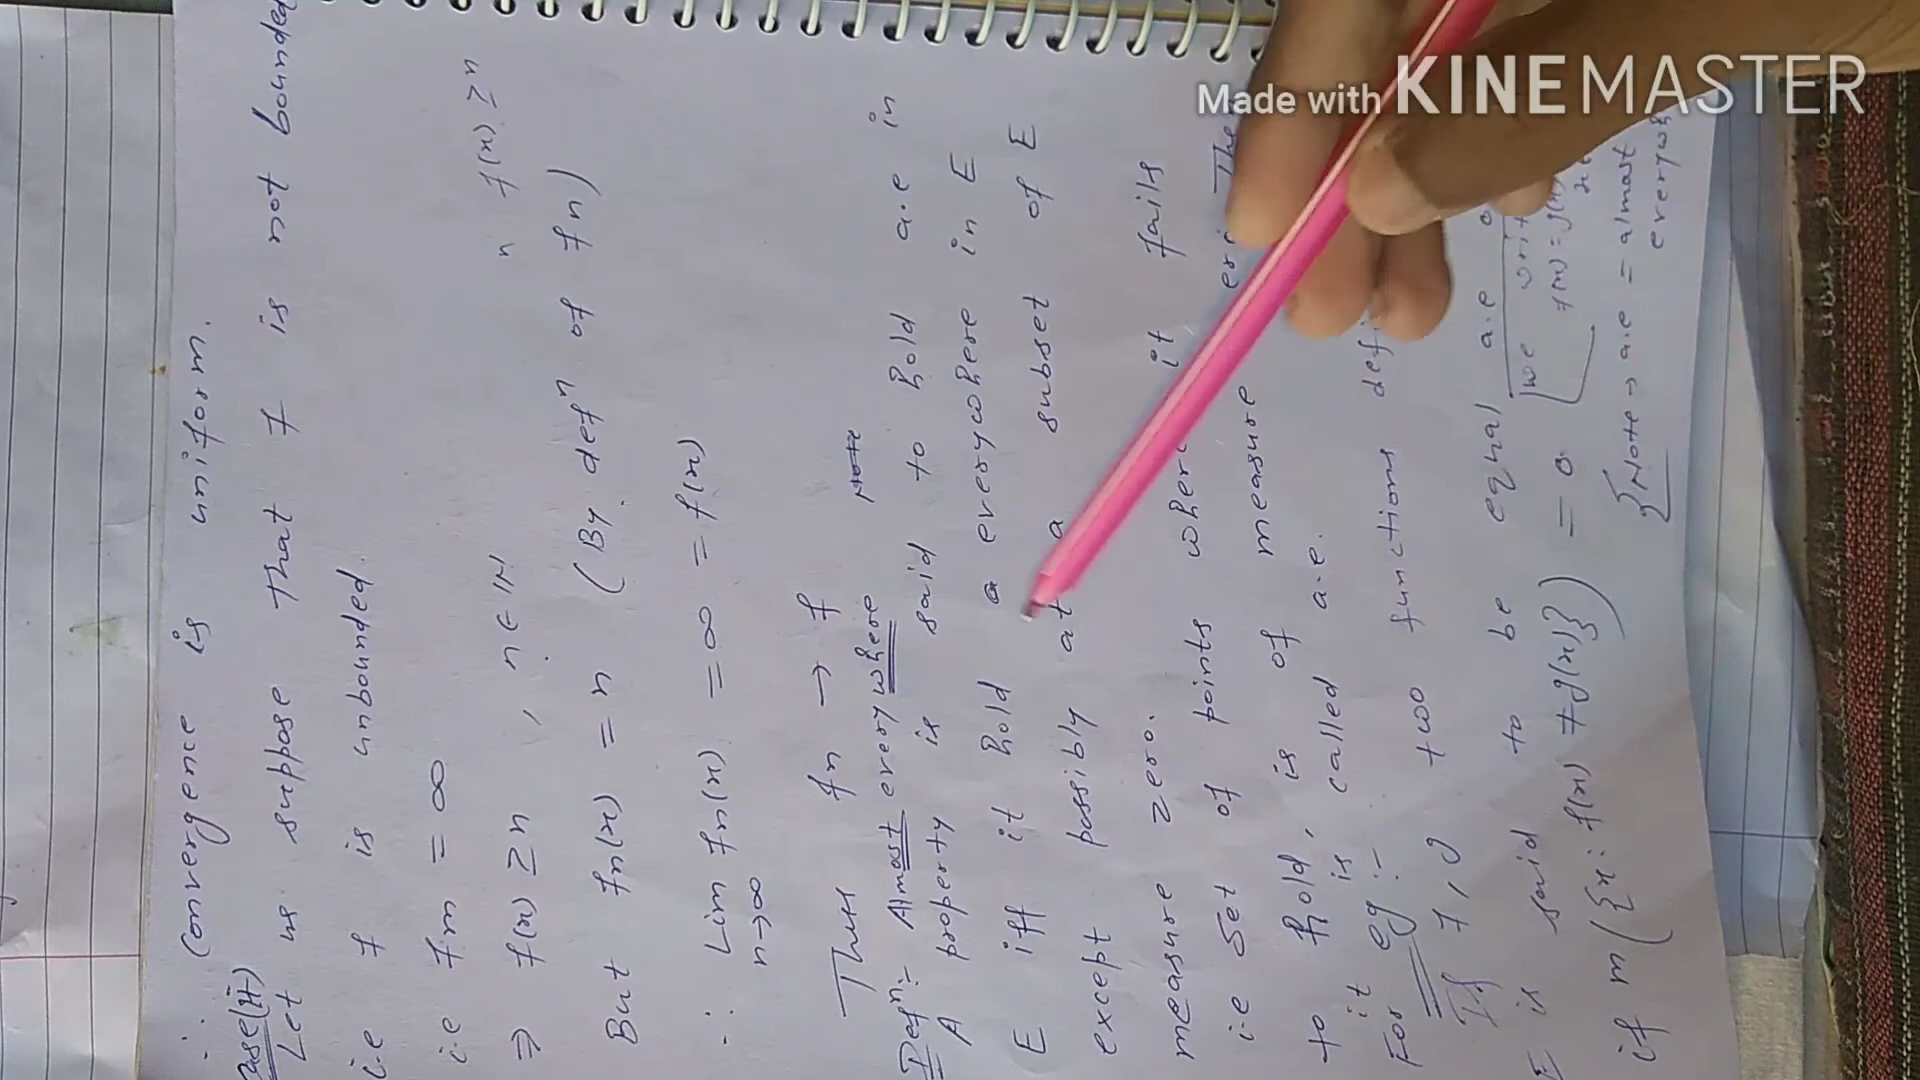 ∴ Convergence is uniform.
Case(ii)
Let us suppose that f is not bounded
i.e f is unbounded.
i.e fm = ∞
⇒ f(x) ≥ n , n ∈ IN n f(x) ≥ n
But fn(x) = n (By defⁿ of fn)
∴ Lim fn(x) = ∞ = f(x)
n→∞
Thus fn → f
Defⁿ:- Almost everywhere
A property is said to hold a.e in
E iff it hold a everywhere in E
except possibly at a subset of E
measure zero.
i.e Set of points where it fails
to hold, is of measure
it is called a.e.
For eg :-
If f, g two functions
E is said to be equal a.e
if m({x: f(x) ≠ g(x)}) = 0
we
f(x) = g(x)
{Note → a.e = almost
Made with KINEMASTER